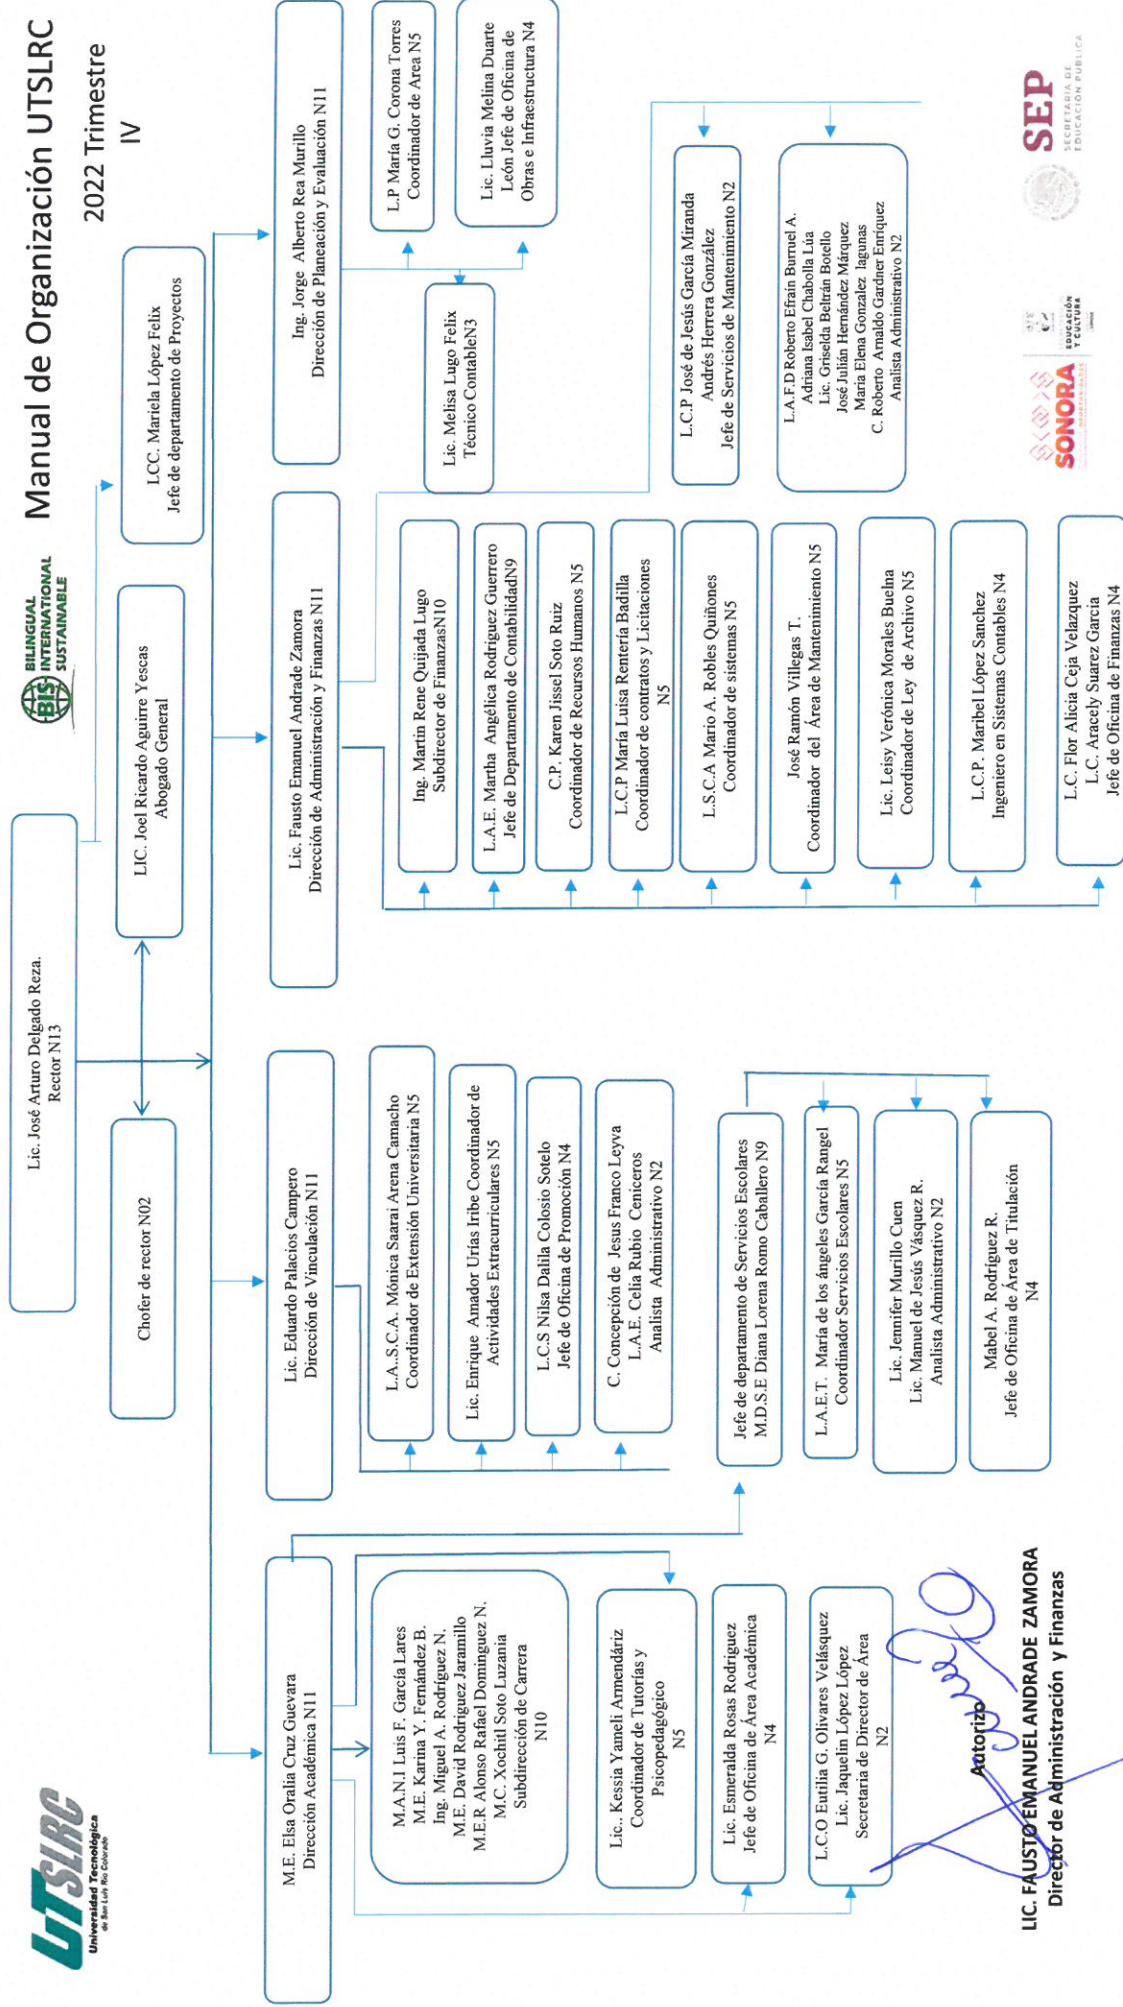 UTSLRC
Universidad Tecnológica
de San Luis Río Colorado
BIS
BILINGUAL
INTERNATIONAL
SUSTAINABLE
Manual de Organización UTSLRC
2022 Trimestre
IV
Lic. José Arturo Delgado Reza.
Rector N13
Chofer de rector N02
LIC. Joel Ricardo Aguirre Yescas
Abogado General
LCC. Mariela López Felix
Jefe de departamento de Proyectos
M.E. Elsa Oralia Cruz Guevara
Dirección Académica N11
Lic. Eduardo Palacios Campero
Dirección de Vinculación N11
Lic. Fausto Emanuel Andrade Zamora
Dirección de Administración y Finanzas N11
Ing. Jorge Alberto Rea Murillo
Dirección de Planeación y Evaluación N11
M.A.N.I Luis F. García Lares
M.E. Karina Y. Fernández B.
Ing. Miguel A. Rodríguez N.
M.E. David Rodriguez Jaramillo
M.E.R Alonso Rafael Dominguez N.
M.C. Xochitl Soto Luzania
Subdirección de Carrera
N10
Lic.. Kessia Yameli Armendáriz
Coordinador de Tutorías y
Psicopedagógico
N5
Lic. Esmeralda Rosas Rodriguez
Jefe de Oficina de Área Académica
N4
L.C.O Eutilia G. Olivares Velásquez
Lic. Jaquelin López López
Secretaria de Director de Área
N2
L.A..S.C.A. Mónica Saarai Arena Camacho
Coordinador de Extensión Universitaria N5
Lic. Enrique Amador Urías Iribe Coordinador de
Actividades Extracurriculares N5
L.C.S Nilsa Dalila Colosio Sotelo
Jefe de Oficina de Promoción N4
C. Concepción de Jesus Franco Leyva
L.A.E. Celia Rubio Ceniceros
Analista Administrativo N2
Jefe de departamento de Servicios Escolares
M.D.S.E Diana Lorena Romo Caballero N9
L.A.E.T. María de los ángeles García Rangel
Coordinador Servicios Escolares N5
Lic. Jennifer Murillo Cuen
Lic. Manuel de Jesús Vásquez R.
Analista Administrativo N2
Mabel A. Rodríguez R.
Jefe de Oficina de Área de Titulación
N4
Ing. Martin Rene Quijada Lugo
Subdirector de FinanzasN10
L.A.E. Martha Angélica Rodríguez Guerrero
Jefe de Departamento de ContabilidadN9
C.P. Karen Jissel Soto Ruiz
Coordinador de Recursos Humanos N5
L.C.P María Luisa Rentería Badilla
Coordinador de contratos y Licitaciones
N5
L.S.C.A Mario A. Robles Quiñones
Coordinador de sistemas N5
José Ramón Villegas T.
Coordinador del Área de Mantenimiento N5
Lic. Leisy Verónica Morales Buelna
Coordinador de Ley de Archivo N5
L.C.P. Maribel López Sanchez
Ingeniero en Sistemas Contables N4
L.C. Flor Alicia Ceja Velazquez
L.C. Aracely Suarez García
Jefe de Oficina de Finanzas N4
L.P María G. Corona Torres
Coordinador de Area N5
Lic. Melisa Lugo Felix
Técnico ContableN3
Lic. Lluvia Melina Duarte
León Jefe de Oficina de
Obras e Infraestructura N4
L.C.P José de Jesús García Miranda
Andrés Herrera González
Jefe de Servicios de Mantenimiento N2
L.A.F.D Roberto Efraín Burruel A.
Adriana Isabel Chabolla Lúa
Lic. Griselda Beltrán Botello
José Julián Hernández Márquez
María Elena Gonzalez lagunas
C. Roberto Arnaldo Gardner Enríquez
Analista Administrativo N2
Autorizo
LIC. FAUSTO EMANUEL ANDRADE ZAMORA
Director de Administración y Finanzas
SONORA
EDUCACIÓN
Y CULTURA
SEP
SECRETARÍA DE
EDUCACIÓN PÚBLICA